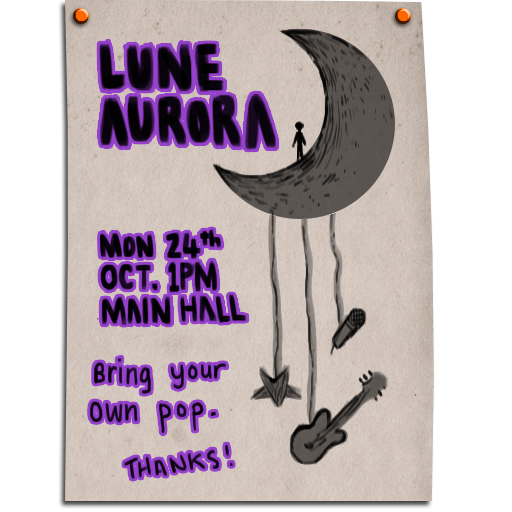 LUNE
AURORA
MON 24th
OCT. 1PM
MAIN HALL
Bring your
Own pop.
THANKS!